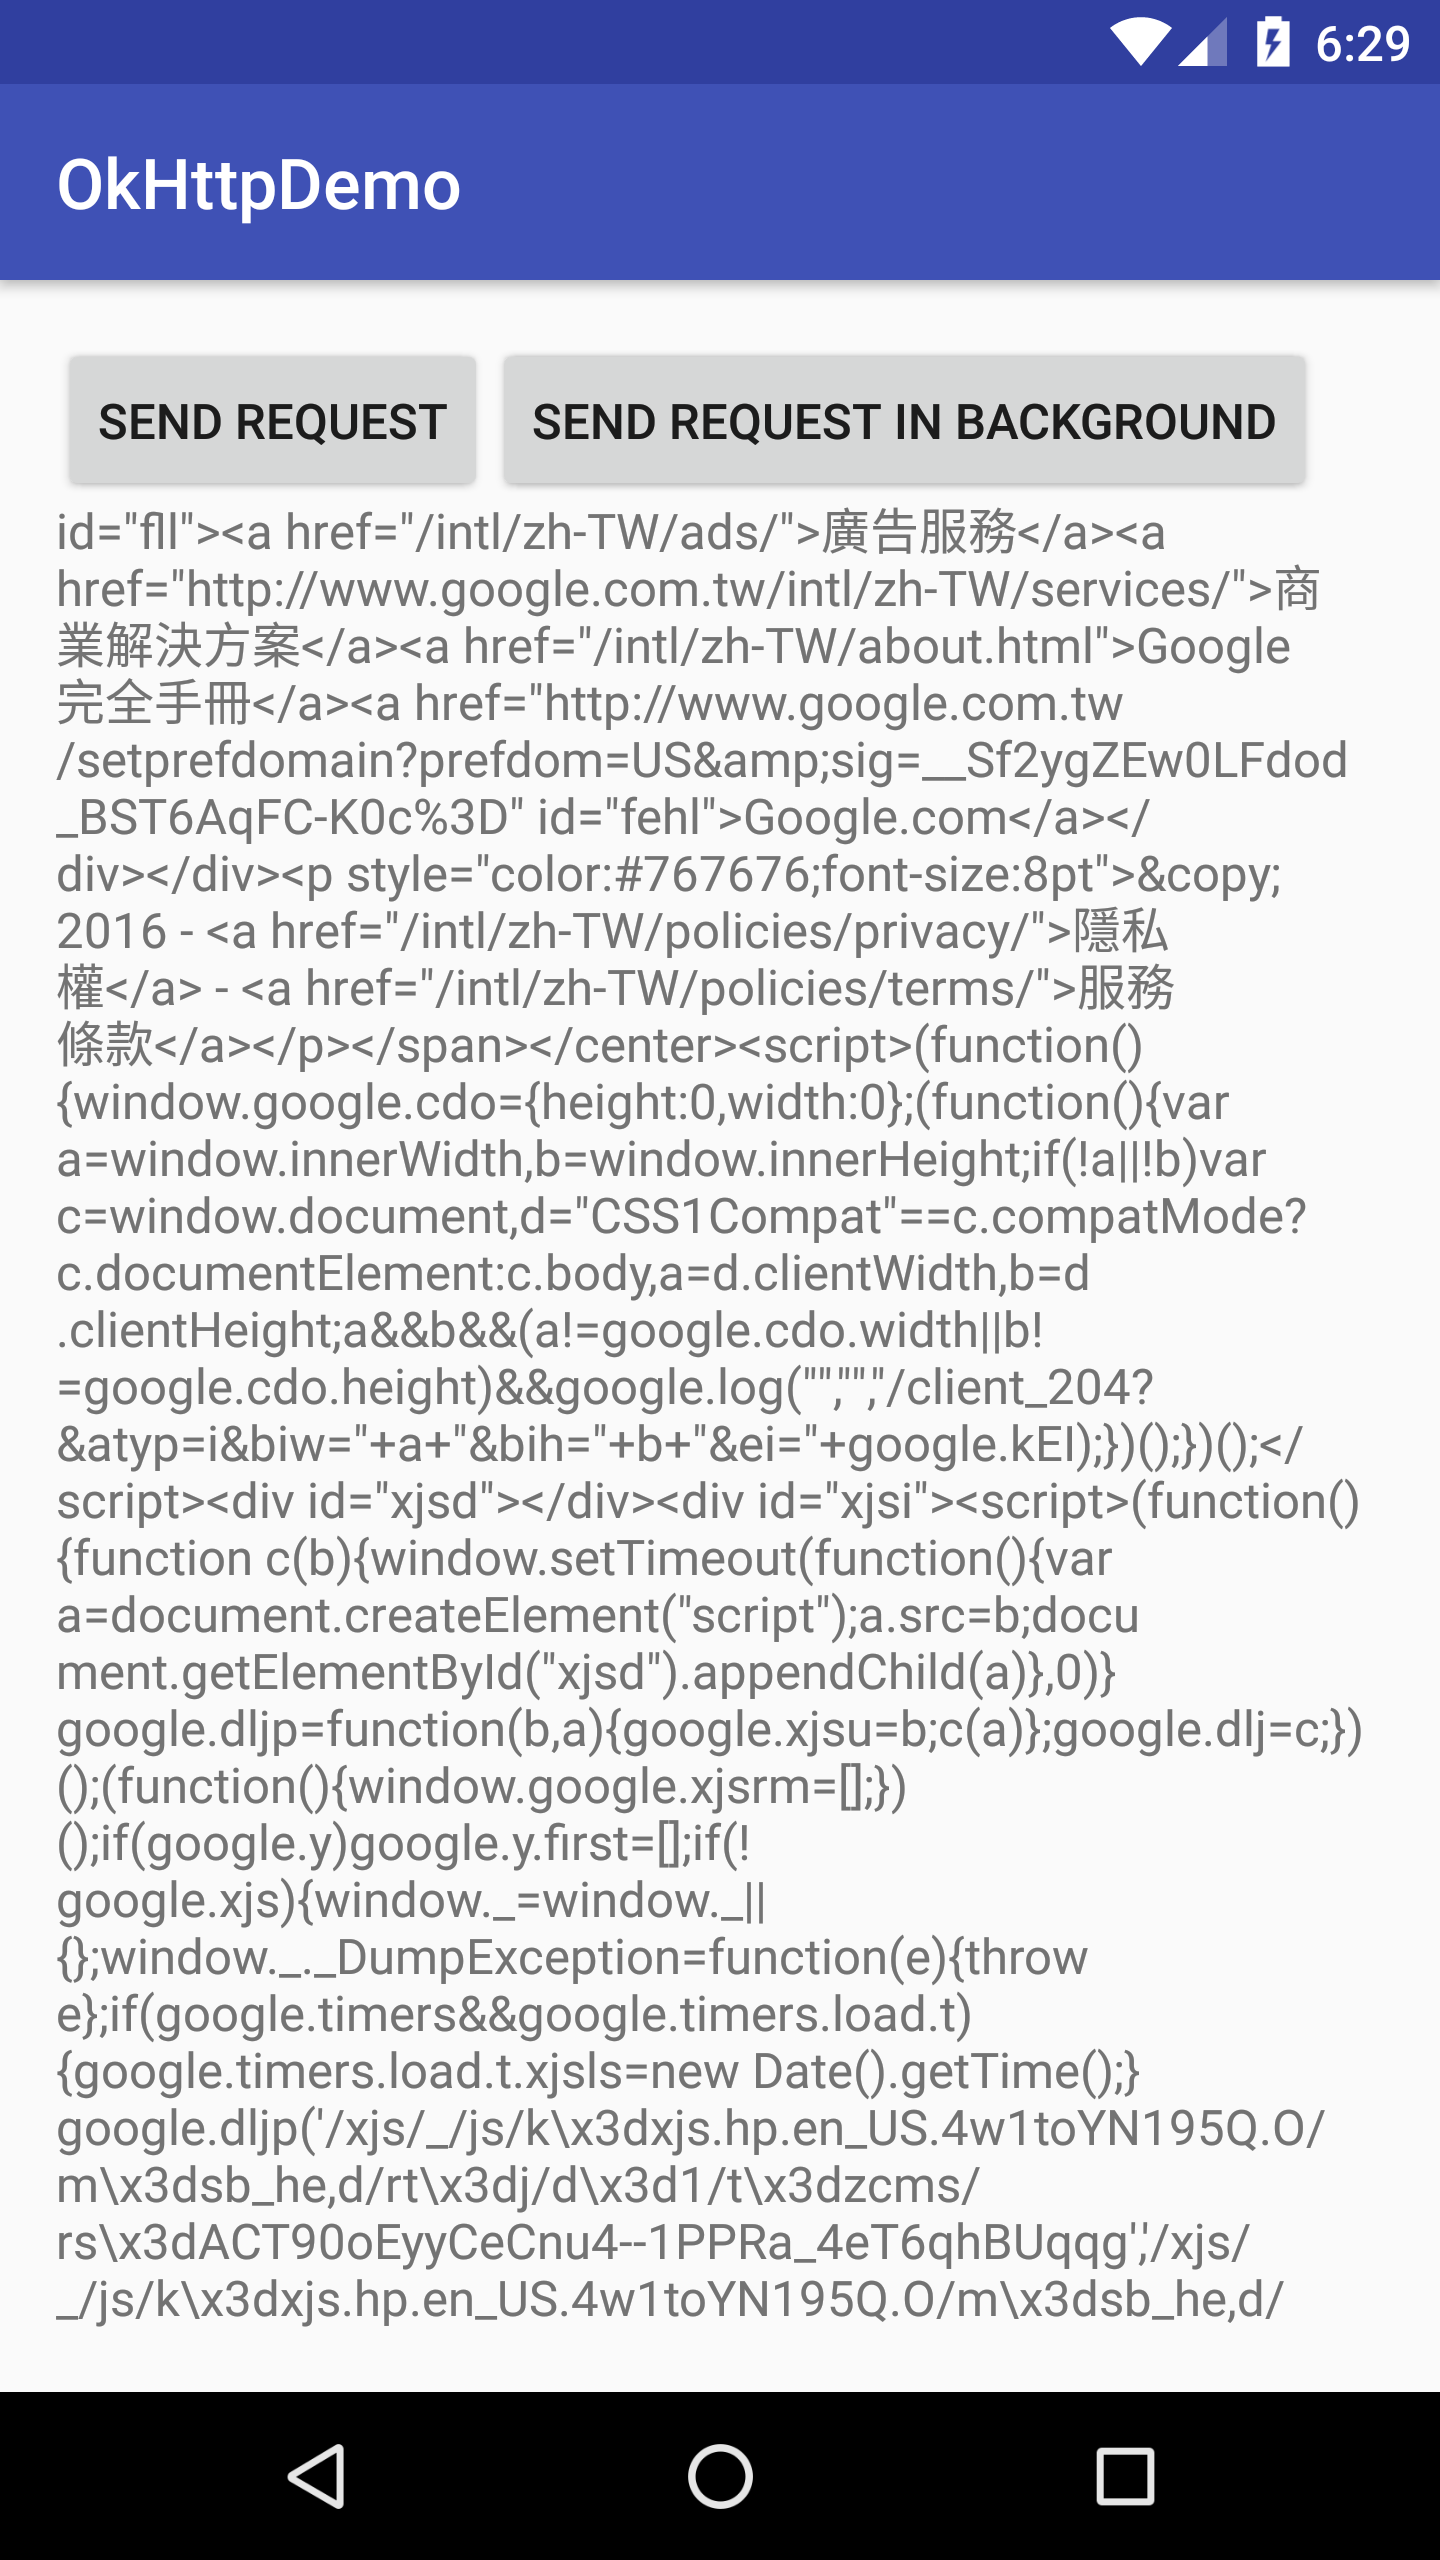 6:29
OkHttpDemo
SEND REQUEST SEND REQUEST IN BACKGROUND
id="fll"><a href="/intl/zh-TW/ads/">廣告服務</a><a
href="http://www.google.com.tw/intl/zh-TW/services/">商
業解決方案</a><a href="/intl/zh-TW/about.html">Google
完全手冊</a><a href="http://www.google.com.tw
/setprefdomain?prefdom=US&amp;sig=__Sf2ygZEw0LFdod
_BST6AqFC-K0c%3D" id="fehl">Google.com</a></
div></div><p style="color:#767676;font-size:8pt">&copy;
2016 - <a href="/intl/zh-TW/policies/privacy/">隱私
權</a> - <a href="/intl/zh-TW/policies/terms/">服務
條款</a></p></span></center><script>(function()
{window.google.cdo={height:0,width:0};(function(){var
a=window.innerWidth,b=window.innerHeight;if(!a||!b)var
c=window.document,d="CSS1Compat"==c.compatMode?
c.documentElement:c.body,a=d.clientWidth,b=d
.clientHeight;a&&b&&(a!=google.cdo.width||b!
=google.cdo.height)&&google.log("","","/client_204?
&atyp=i&biw="+a+"&bih="+b+"&ei="+google.kEI);})();})();</
script><div id="xjsd"></div><div id="xjsi"><script>(function()
{function c(b){window.setTimeout(function(){var
a=document.createElement("script");a.src=b;docu
ment.getElementById("xjsd").appendChild(a)},0)}
google.dljp=function(b,a){google.xjsu=b;c(a)};google.dlj=c;})
();(function(){window.google.xjsrm=[];})
();if(google.y)google.y.first=[];if(!
google.xjs){window._=window._||
{};window._._DumpException=function(e){throw
e};if(google.timers&&google.timers.load.t)
{google.timers.load.t.xjsls=new Date().getTime();}
google.dljp('/xjs/_/js/k\x3dxjs.hp.en_US.4w1toYN195Q.O/
m\x3dsb_he,d/rt\x3dj/d\x3d1/t\x3dzcms/
rs\x3dACT90oEyyCeCnu4--1PPRa_4eT6qhBUqqg','/xjs/
_/js/k\x3dxjs.hp.en_US.4w1toYN195Q.O/m\x3dsb_he,d/